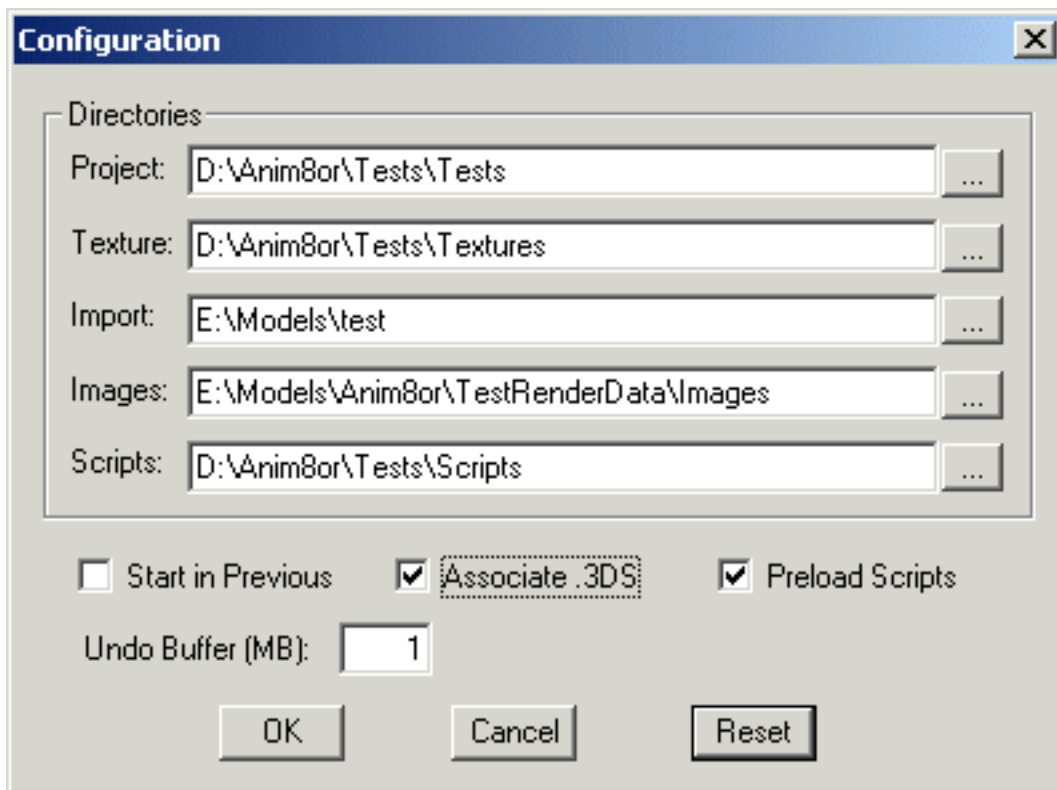 Configuration
Directories
Project: D:\Anim8or\Tests\Tests ...
Texture: D:\Anim8or\Tests\Textures ...
Import: E:\Models\test ...
Images: E:\Models\Anim8or\TestRenderData\Images ...
Scripts: D:\Anim8or\Tests\Scripts ...
Start in Previous Associate .3DS Preload Scripts
Undo Buffer (MB): 1
OK Cancel Reset